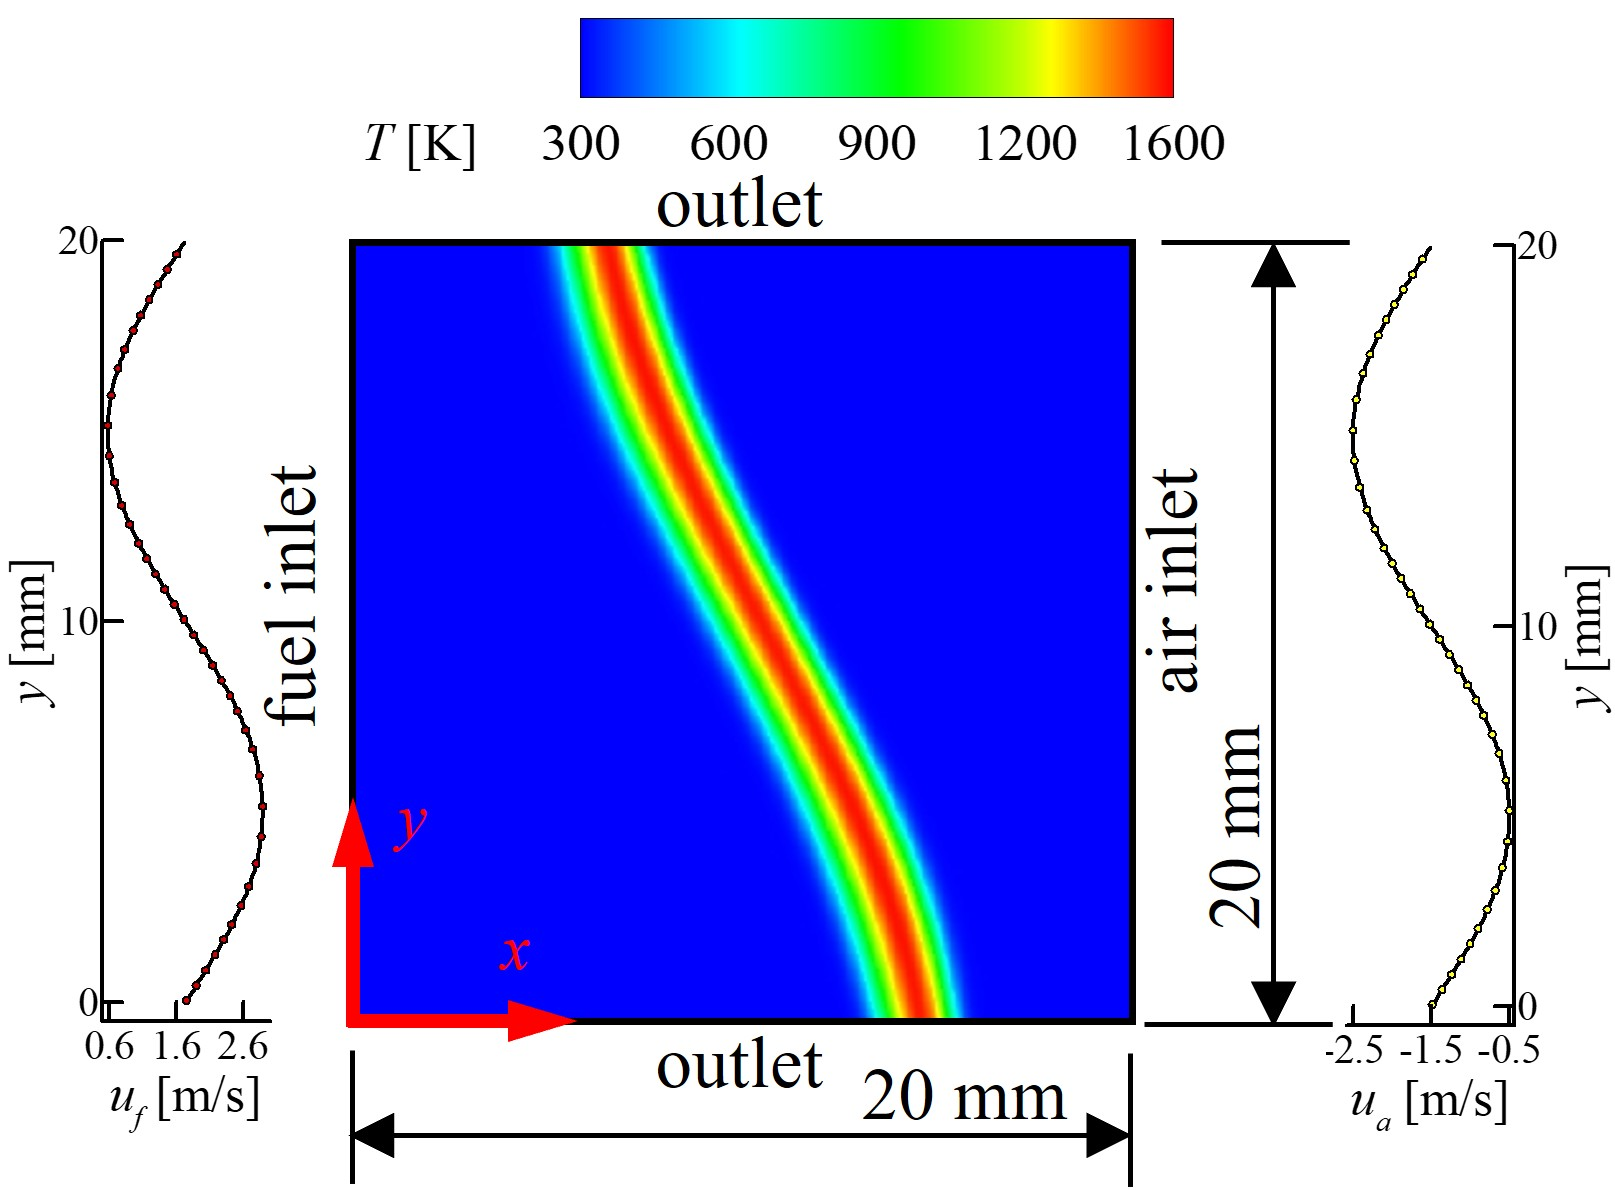 T [K] 300 600 900 1200 1600
outlet
20
10
0
y [mm]
0.6 1.6 2.6
u_f [m/s]
fuel inlet
y
x
air inlet
20 mm
20
10
0
y [mm]
-2.5 -1.5 -0.5
u_a [m/s]
outlet
20 mm